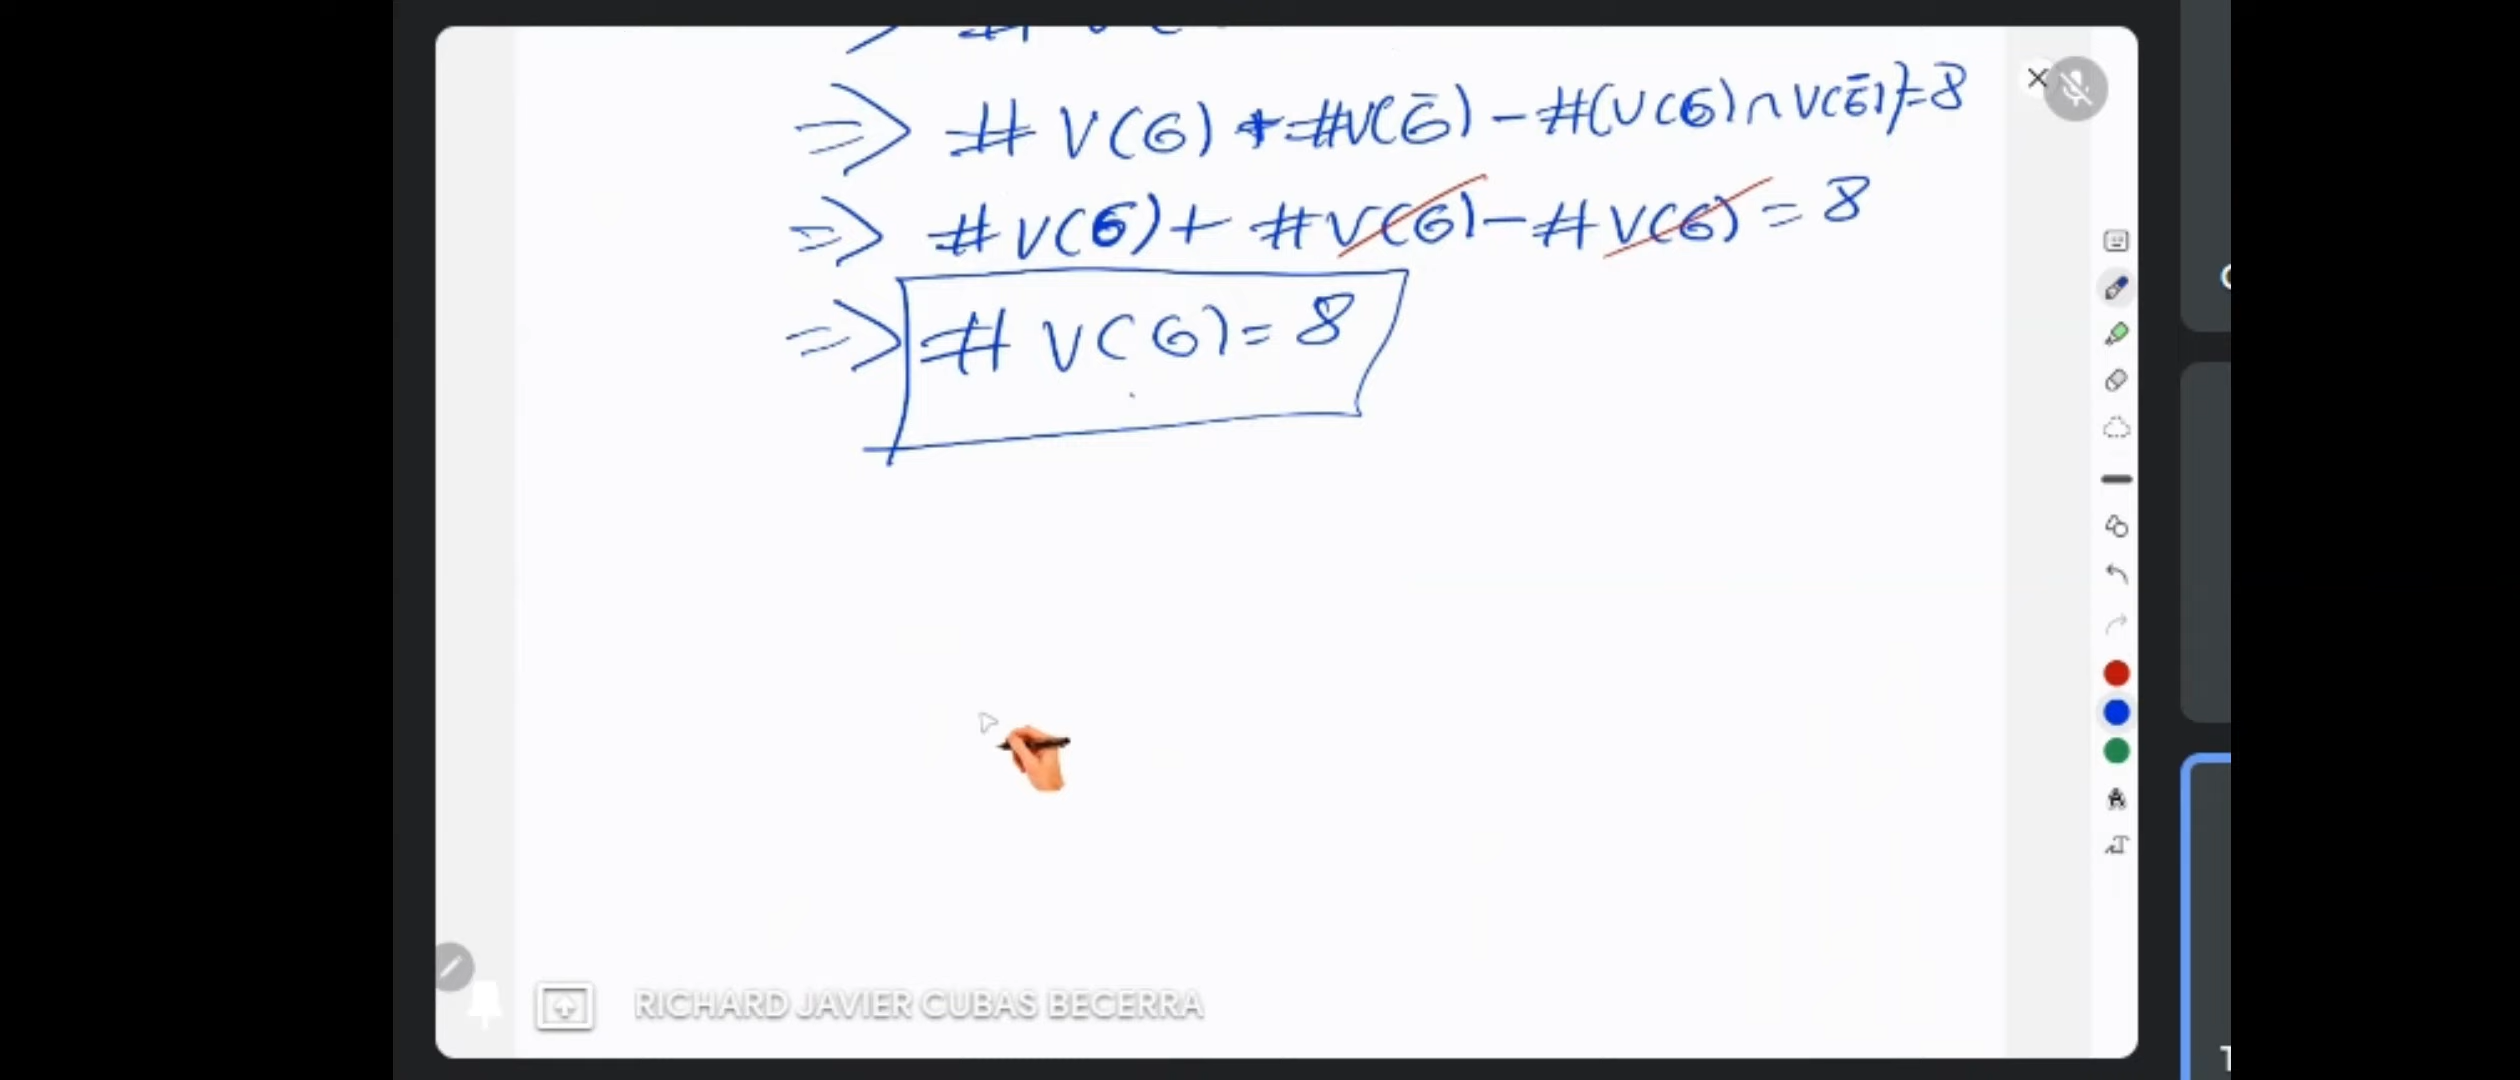 ⇒ # V(G) + #V(G̅) - #(V(G) ∩ V(G̅)) = 8
⇒ # V(G) + #V(G) - # V(G) = 8
⇒ # V(G) = 8
RICHARD JAVIER CUBAS BECERRA